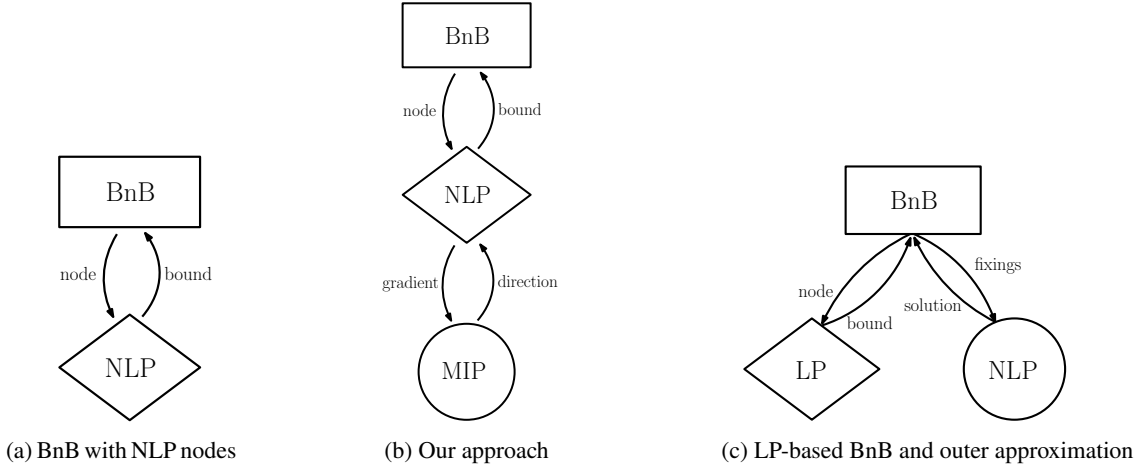 BnB
node
bound
NLP
(a) BnB with NLP nodes
BnB
node
bound
NLP
gradient
direction
MIP
(b) Our approach
BnB
fixings
node
solution
bound
LP
NLP
(c) LP-based BnB and outer approximation